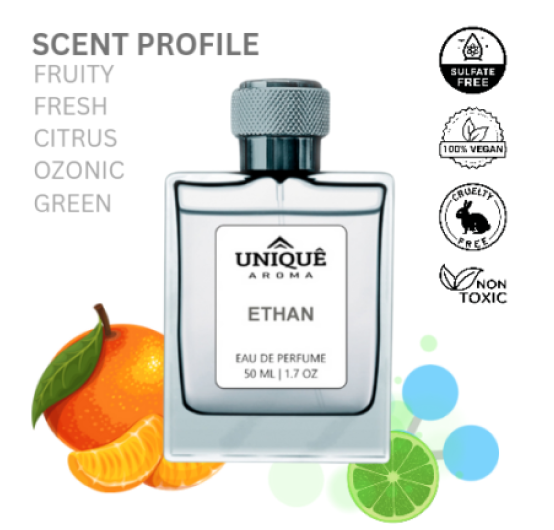 SCENT PROFILE
FRUITY
FRESH
CITRUS
OZONIC
GREEN
UNIQUÊ
AROMA
ETHAN
EAU DE PERFUME
50 ML | 1.7 OZ
SULFATE
FREE
100% VEGAN
CRUELTY
FREE
NON
TOXIC